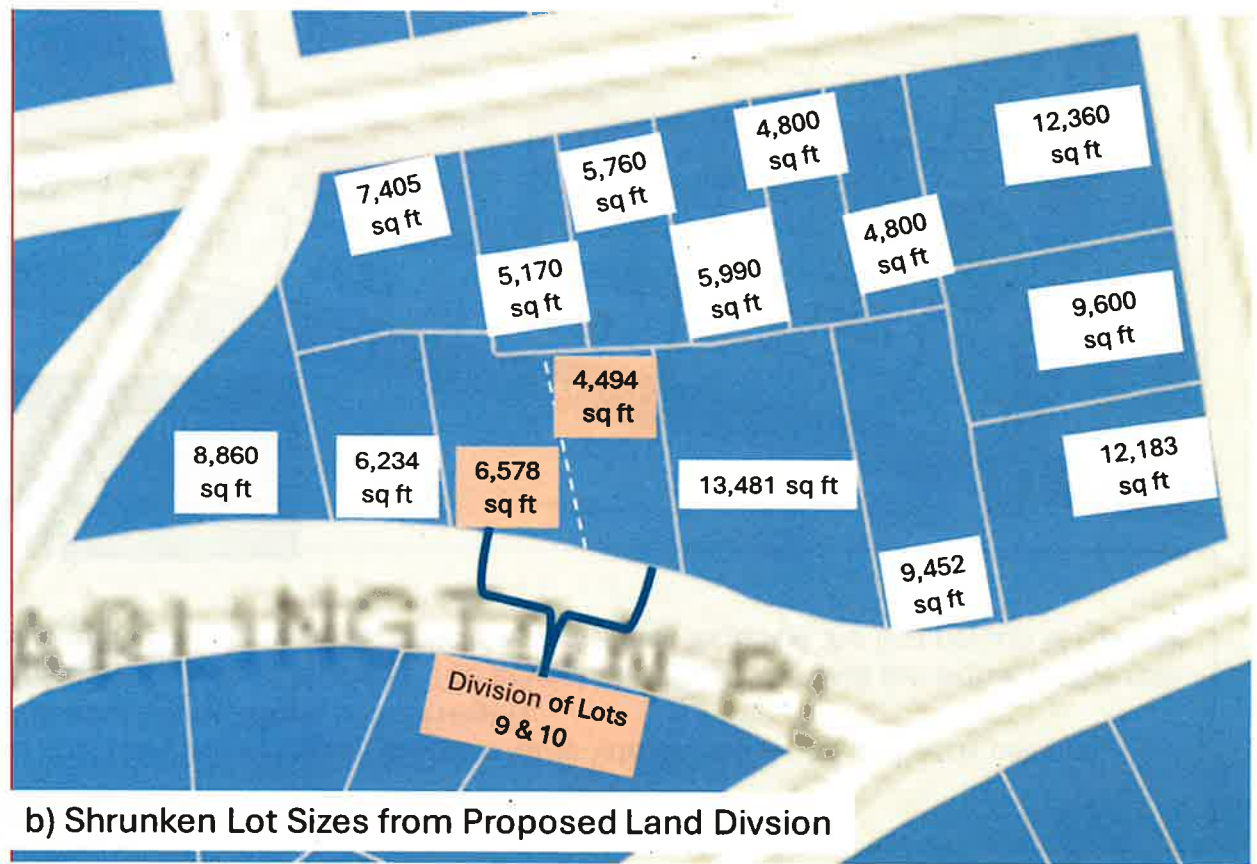 12,360
sq ft
4,800
sq ft
5,760
sq ft
7,405
sq ft
4,800
sq ft
5,170
sq ft
5,990
sq ft
9,600
sq ft
4,494
sq ft
8,860
sq ft
6,234
sq ft
6,578
sq ft
13,481 sq ft
12,183
sq ft
9,452
sq ft
ARLINGTON PL
Division of Lots
9 & 10
b) Shrunken Lot Sizes from Proposed Land Divsion